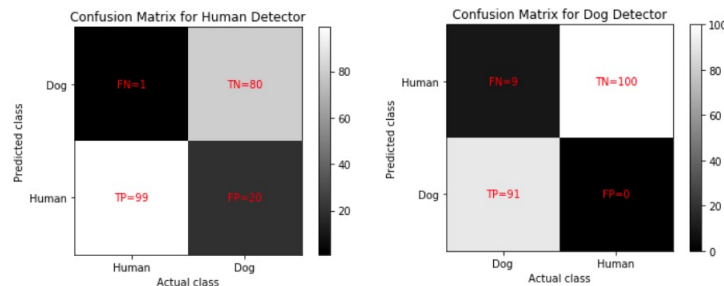 Confusion Matrix for Human Detector
Dog
Human
Predicted class
FN=1
TN=80
TP=99
FP=20
Human
Dog
Actual class
80
60
40
20
Confusion Matrix for Dog Detector
Human
Dog
Predicted class
FN=9
TN=100
TP=91
FP=0
Dog
Human
Actual class
100
80
60
40
20
0